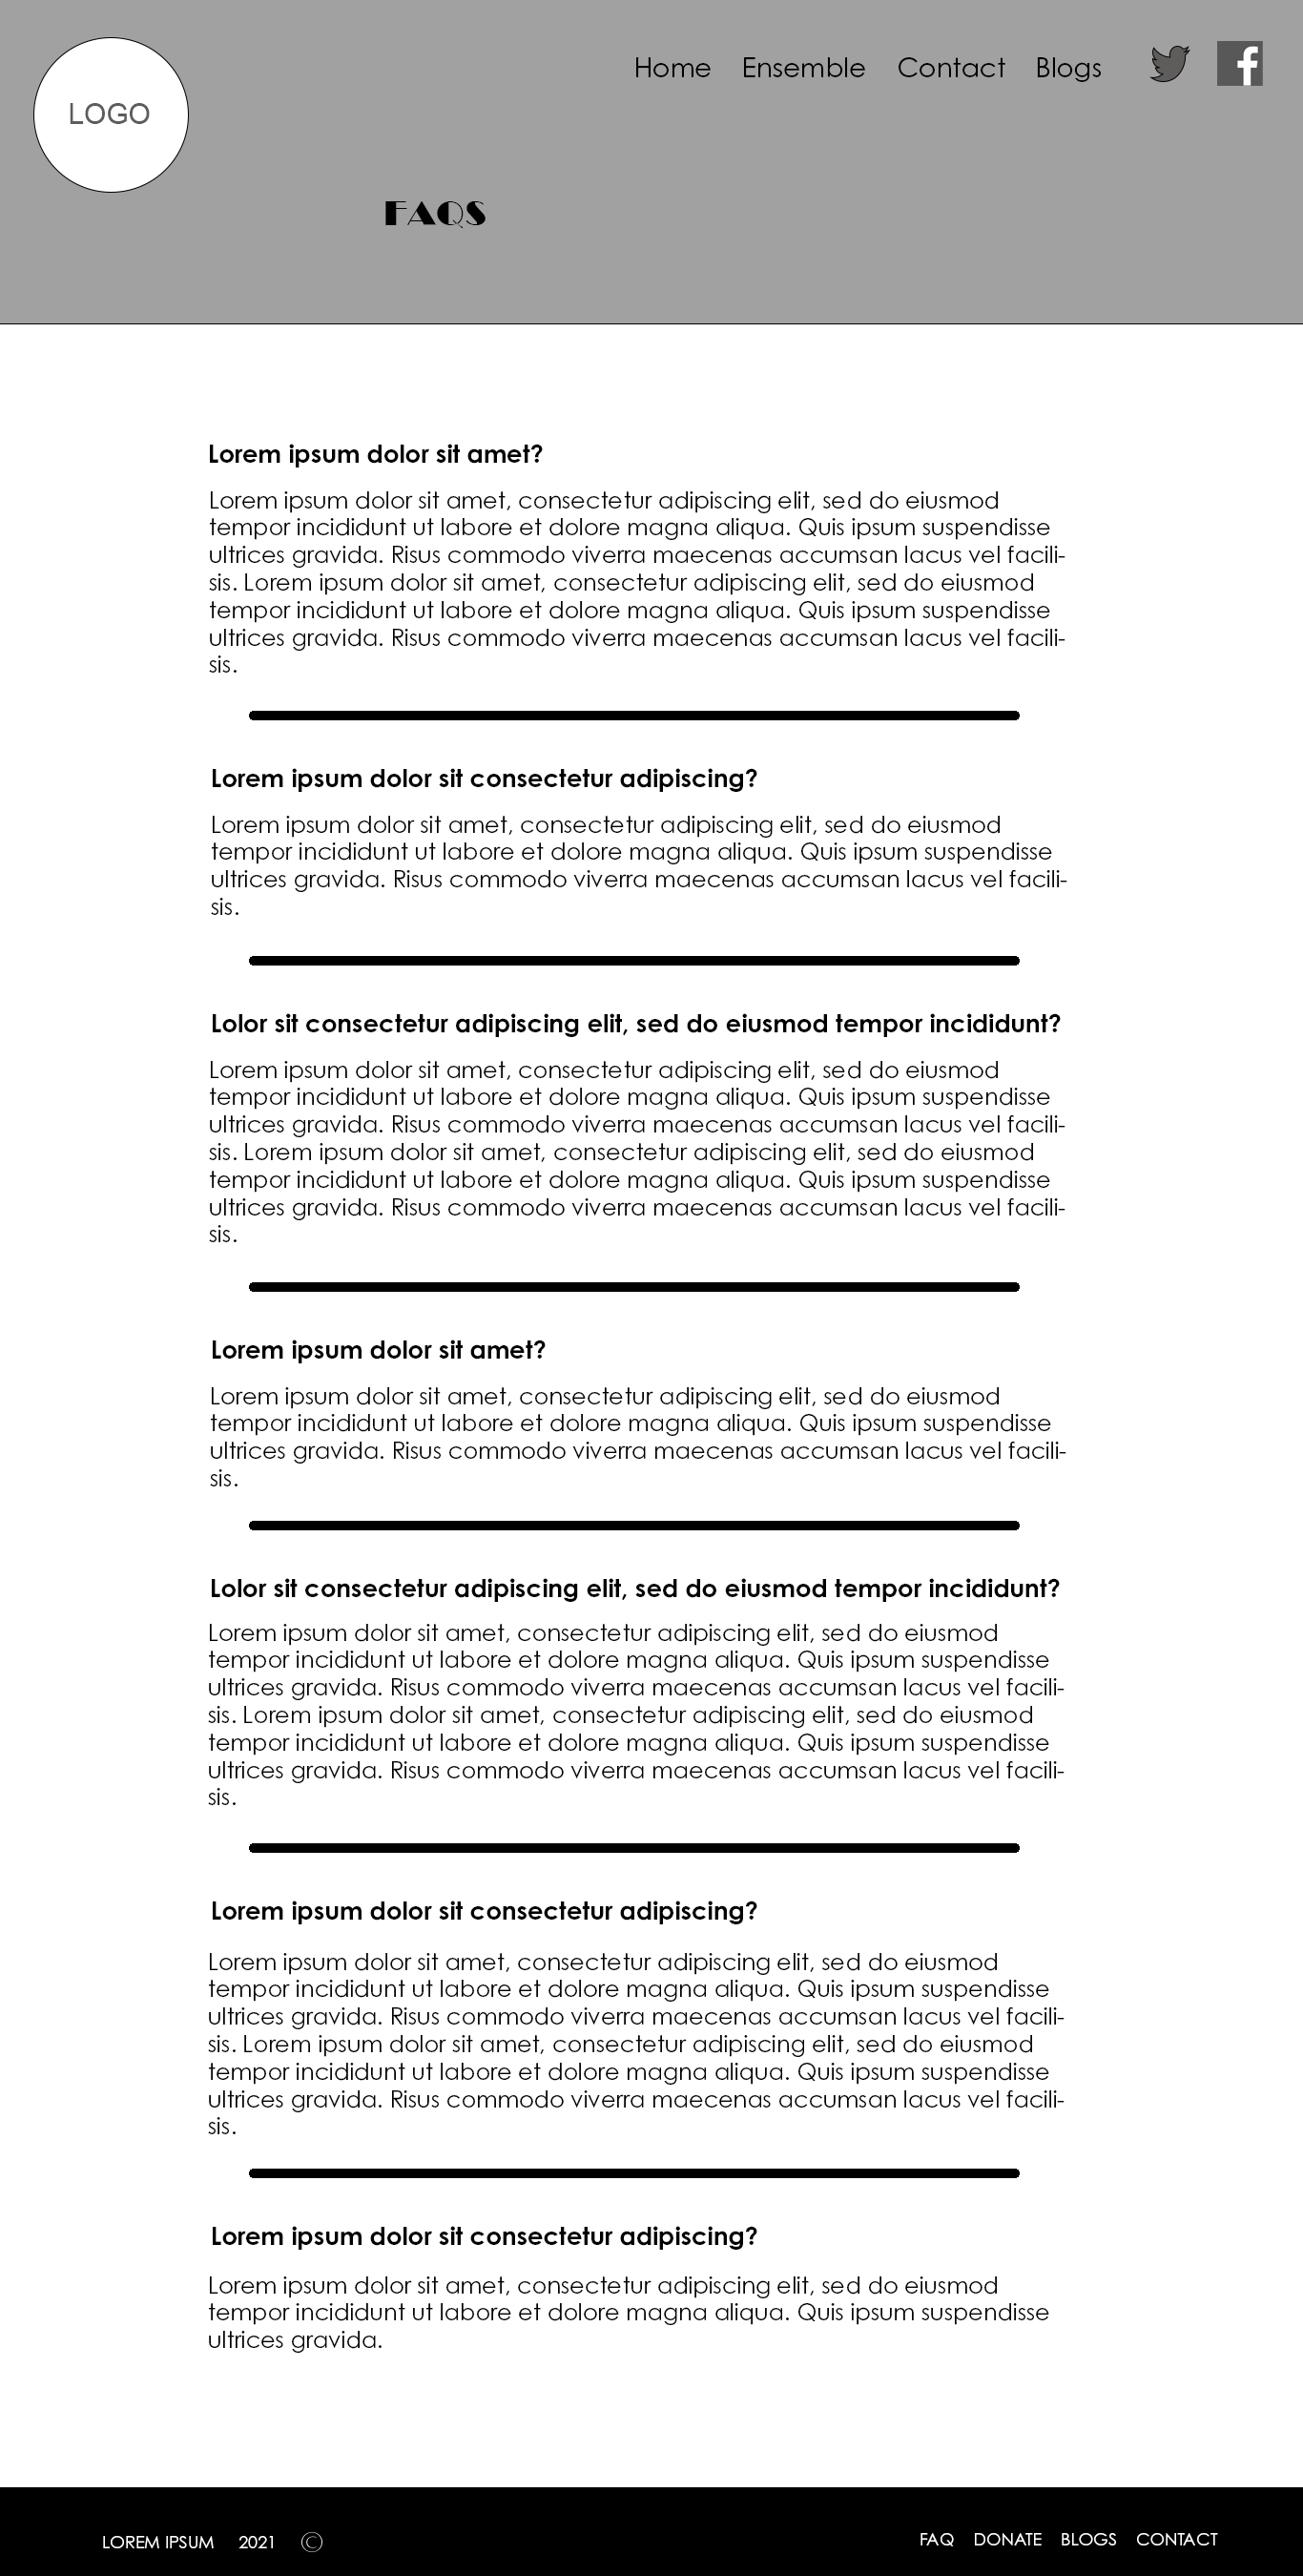 LOGO
Home Ensemble Contact Blogs
FAQS
Lorem ipsum dolor sit amet?
Lorem ipsum dolor sit amet, consectetur adipiscing elit, sed do eiusmod
tempor incididunt ut labore et dolore magna aliqua. Quis ipsum suspendisse
ultrices gravida. Risus commodo viverra maecenas accumsan lacus vel facili-
sis. Lorem ipsum dolor sit amet, consectetur adipiscing elit, sed do eiusmod
tempor incididunt ut labore et dolore magna aliqua. Quis ipsum suspendisse
ultrices gravida. Risus commodo viverra maecenas accumsan lacus vel facili-
sis.
Lorem ipsum dolor sit consectetur adipiscing?
Lorem ipsum dolor sit amet, consectetur adipiscing elit, sed do eiusmod
tempor incididunt ut labore et dolore magna aliqua. Quis ipsum suspendisse
ultrices gravida. Risus commodo viverra maecenas accumsan lacus vel facili-
sis.
Lolor sit consectetur adipiscing elit, sed do eiusmod tempor incididunt?
Lorem ipsum dolor sit amet, consectetur adipiscing elit, sed do eiusmod
tempor incididunt ut labore et dolore magna aliqua. Quis ipsum suspendisse
ultrices gravida. Risus commodo viverra maecenas accumsan lacus vel facili-
sis. Lorem ipsum dolor sit amet, consectetur adipiscing elit, sed do eiusmod
tempor incididunt ut labore et dolore magna aliqua. Quis ipsum suspendisse
ultrices gravida. Risus commodo viverra maecenas accumsan lacus vel facili-
sis.
Lorem ipsum dolor sit amet?
Lorem ipsum dolor sit amet, consectetur adipiscing elit, sed do eiusmod
tempor incididunt ut labore et dolore magna aliqua. Quis ipsum suspendisse
ultrices gravida. Risus commodo viverra maecenas accumsan lacus vel facili-
sis.
Lolor sit consectetur adipiscing elit, sed do eiusmod tempor incididunt?
Lorem ipsum dolor sit amet, consectetur adipiscing elit, sed do eiusmod
tempor incididunt ut labore et dolore magna aliqua. Quis ipsum suspendisse
ultrices gravida. Risus commodo viverra maecenas accumsan lacus vel facili-
sis. Lorem ipsum dolor sit amet, consectetur adipiscing elit, sed do eiusmod
tempor incididunt ut labore et dolore magna aliqua. Quis ipsum suspendisse
ultrices gravida. Risus commodo viverra maecenas accumsan lacus vel facili-
sis.
Lorem ipsum dolor sit consectetur adipiscing?
Lorem ipsum dolor sit amet, consectetur adipiscing elit, sed do eiusmod
tempor incididunt ut labore et dolore magna aliqua. Quis ipsum suspendisse
ultrices gravida. Risus commodo viverra maecenas accumsan lacus vel facili-
sis. Lorem ipsum dolor sit amet, consectetur adipiscing elit, sed do eiusmod
tempor incididunt ut labore et dolore magna aliqua. Quis ipsum suspendisse
ultrices gravida. Risus commodo viverra maecenas accumsan lacus vel facili-
sis.
Lorem ipsum dolor sit consectetur adipiscing?
Lorem ipsum dolor sit amet, consectetur adipiscing elit, sed do eiusmod
tempor incididunt ut labore et dolore magna aliqua. Quis ipsum suspendisse
ultrices gravida.
LOREM IPSUM 2021 © FAQ DONATE BLOGS CONTACT